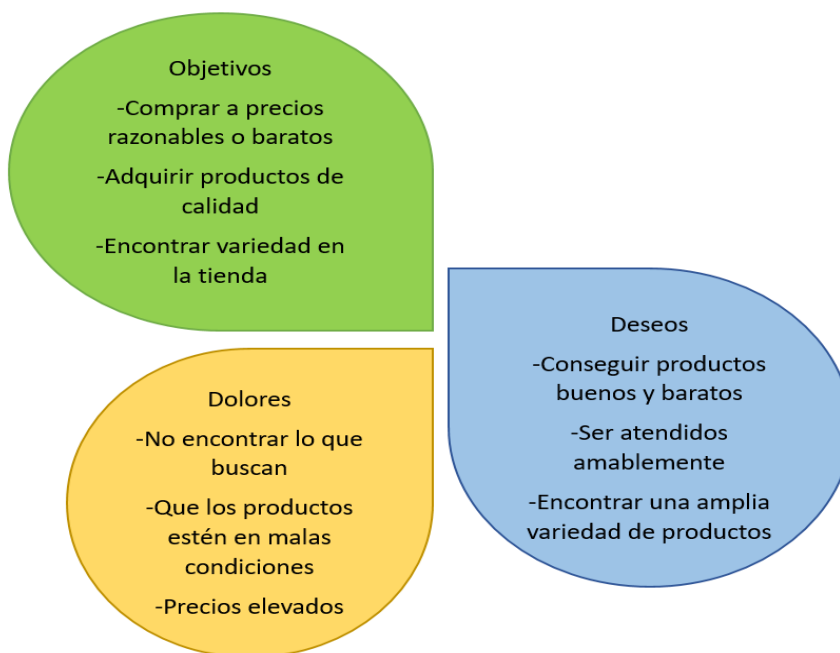 Objetivos
-Comprar a precios
razonables o baratos
-Adquirir productos de
calidad
-Encontrar variedad en
la tienda
Deseos
-Conseguir productos
buenos y baratos
-Ser atendidos
amablemente
-Encontrar una amplia
variedad de productos
Dolores
-No encontrar lo que
buscan
-Que los productos
estén en malas
condiciones
-Precios elevados